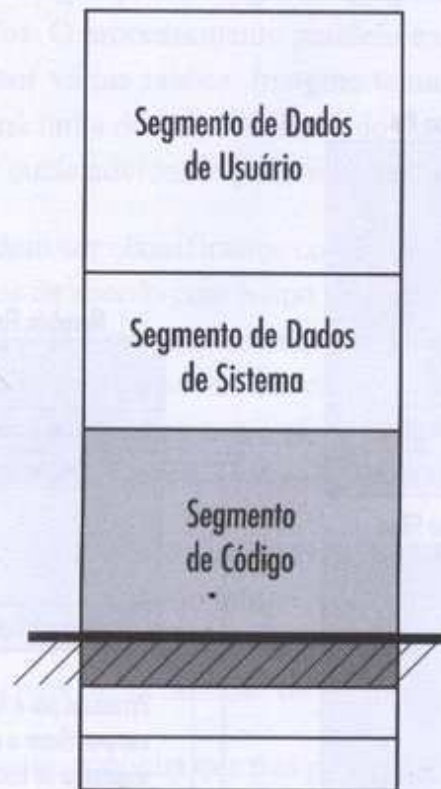 Segmento de Dados
de Usuário
Segmento de Dados
de Sistema
Segmento
de Código